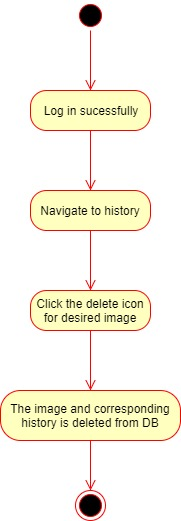 Log in sucessfully
Navigate to history
Click the delete icon
for desired image
The image and corresponding
history is deleted from DB